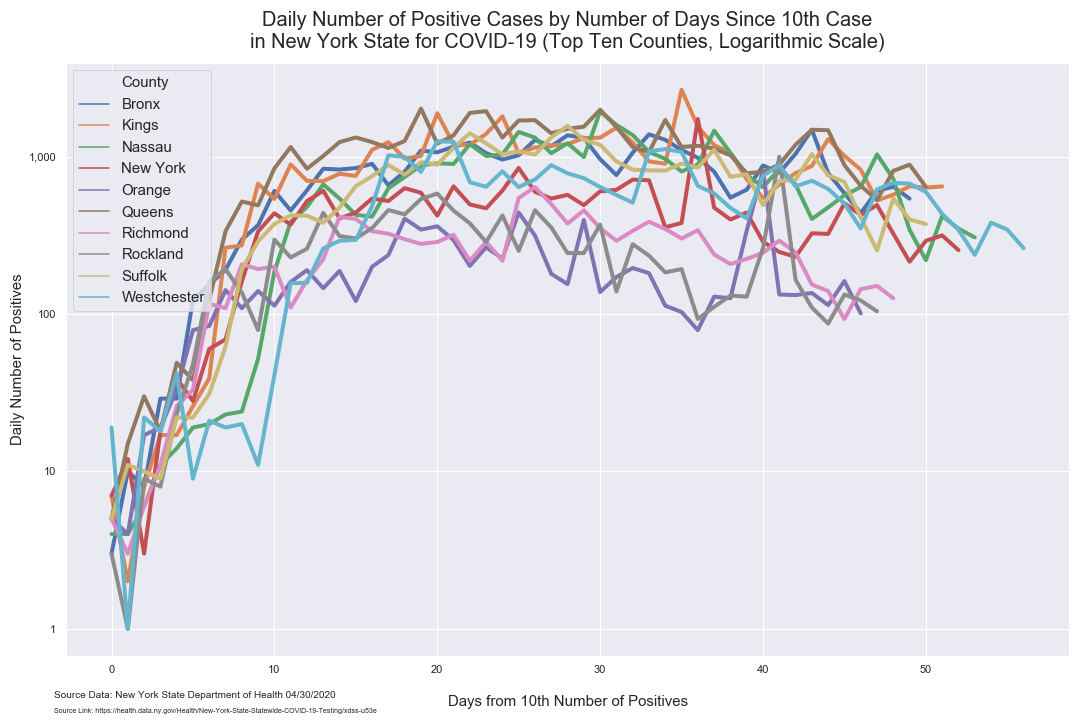 Daily Number of Positive Cases by Number of Days Since 10th Case
in New York State for COVID-19 (Top Ten Counties, Logarithmic Scale)
County
Bronx
Kings
Nassau
New York
Orange
Queens
Richmond
Rockland
Suffolk
Westchester
Daily Number of Positives
1,000
100
10
1
0 10 20 30 40 50
Days from 10th Number of Positives
Source Data: New York State Department of Health 04/30/2020
Source Link: https://health.data.ny.gov/Health/New-York-State-Statewide-COVID-19-Testing/xdss-u53e